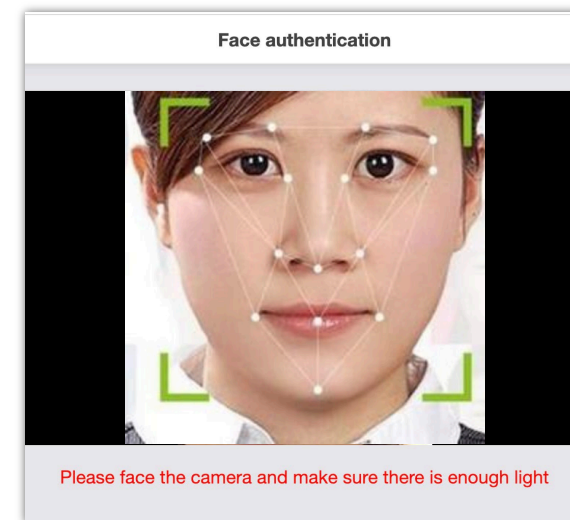 Face authentication
Please face the camera and make sure there is enough light